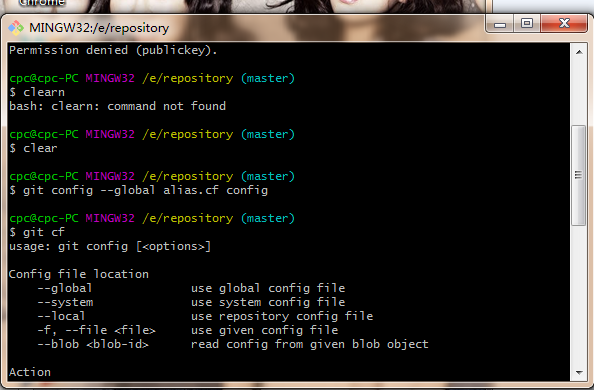 Chrome
MINGW32:/e/repository
Permission denied (publickey).
cpc@cpc-PC MINGW32 /e/repository (master)
$ clearn
bash: clearn: command not found
cpc@cpc-PC MINGW32 /e/repository (master)
$ clear
cpc@cpc-PC MINGW32 /e/repository (master)
$ git config --global alias.cf config
cpc@cpc-PC MINGW32 /e/repository (master)
$ git cf
usage: git config [<options>]
Config file location
--global use global config file
--system use system config file
--local use repository config file
-f, --file <file> use given config file
--blob <blob-id> read config from given blob object
Action